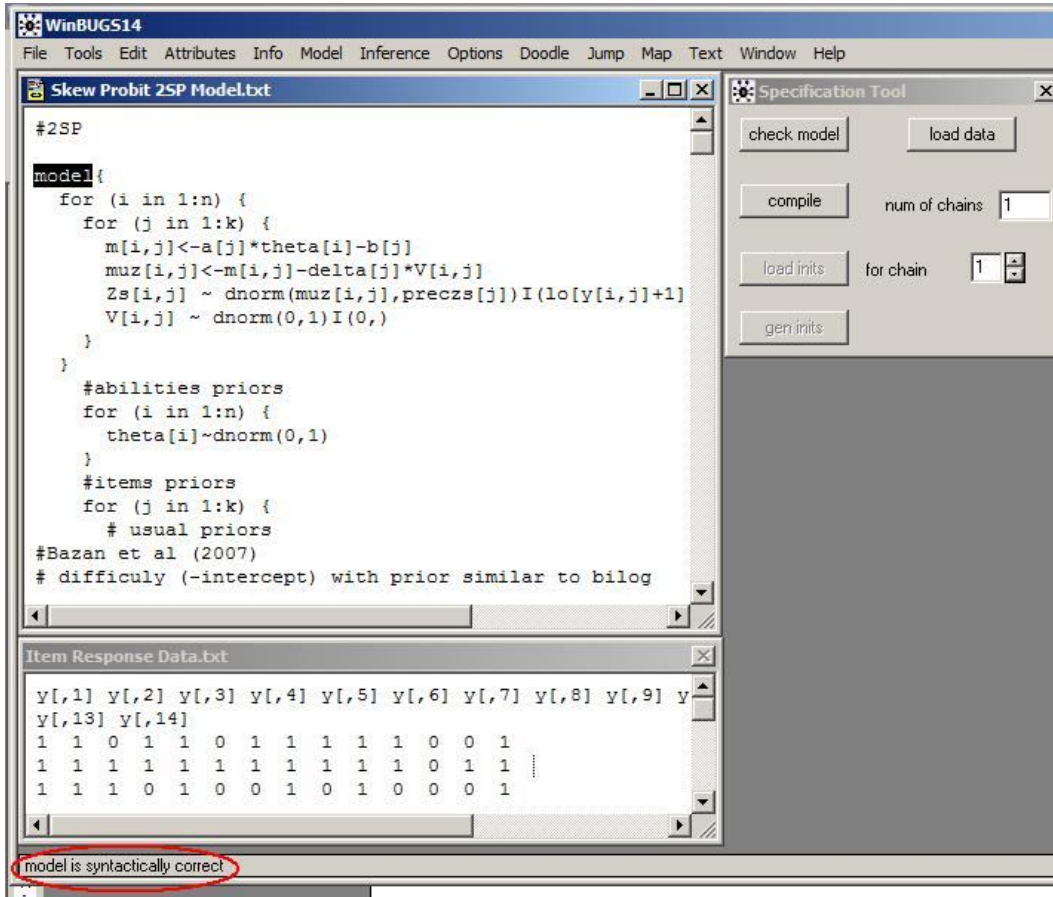 WinBUGS14
File Tools Edit Attributes Info Model Inference Options Doodle Jump Map Text Window Help
Skew Probit 2SP Model.txt
#2SP
model{
for (i in 1:n) {
for (j in 1:k) {
m[i,j]<-a[j]*theta[i]-b[j]
muz[i,j]<-m[i,j]-delta[j]*V[i,j]
Zs[i,j] ~ dnorm(muz[i,j],preczs[j])I(lo[y[i,j]+1]
V[i,j] ~ dnorm(0,1)I(0,)
}
}
#abilities priors
for (i in 1:n) {
theta[i]~dnorm(0,1)
}
#items priors
for (j in 1:k) {
# usual priors
#Bazan et al (2007)
# difficuly (-intercept) with prior similar to bilog
Specification Tool
check model load data
compile num of chains 1
load inits for chain 1
gen inits
Item Response Data.txt
y[,1] y[,2] y[,3] y[,4] y[,5] y[,6] y[,7] y[,8] y[,9] y
y[,13] y[,14]
1 1 0 1 1 0 1 1 1 1 1 0 0 1
1 1 1 1 1 1 1 1 1 1 1 0 1 1
1 1 1 0 1 0 0 1 0 1 0 0 0 1
model is syntactically correct